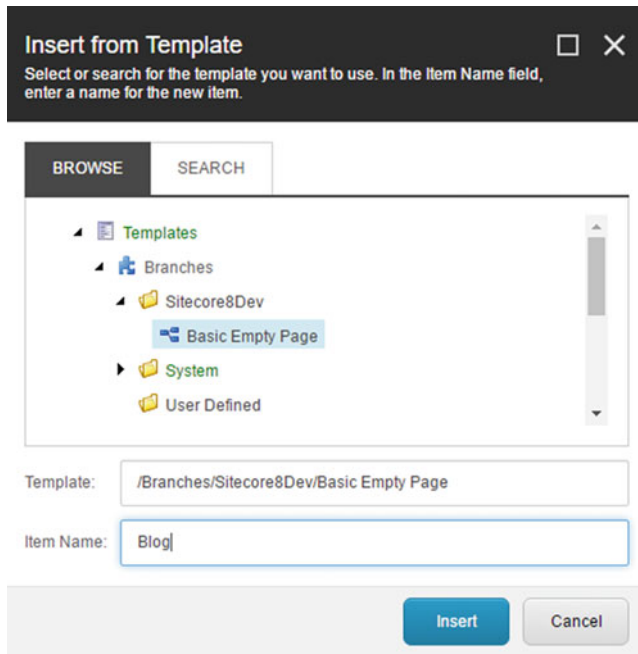 Insert from Template
Select or search for the template you want to use. In the Item Name field,
enter a name for the new item.
BROWSE SEARCH
Templates
Branches
Sitecore8Dev
Basic Empty Page
System
User Defined
Template: /Branches/Sitecore8Dev/Basic Empty Page
Item Name: Blog
Insert Cancel